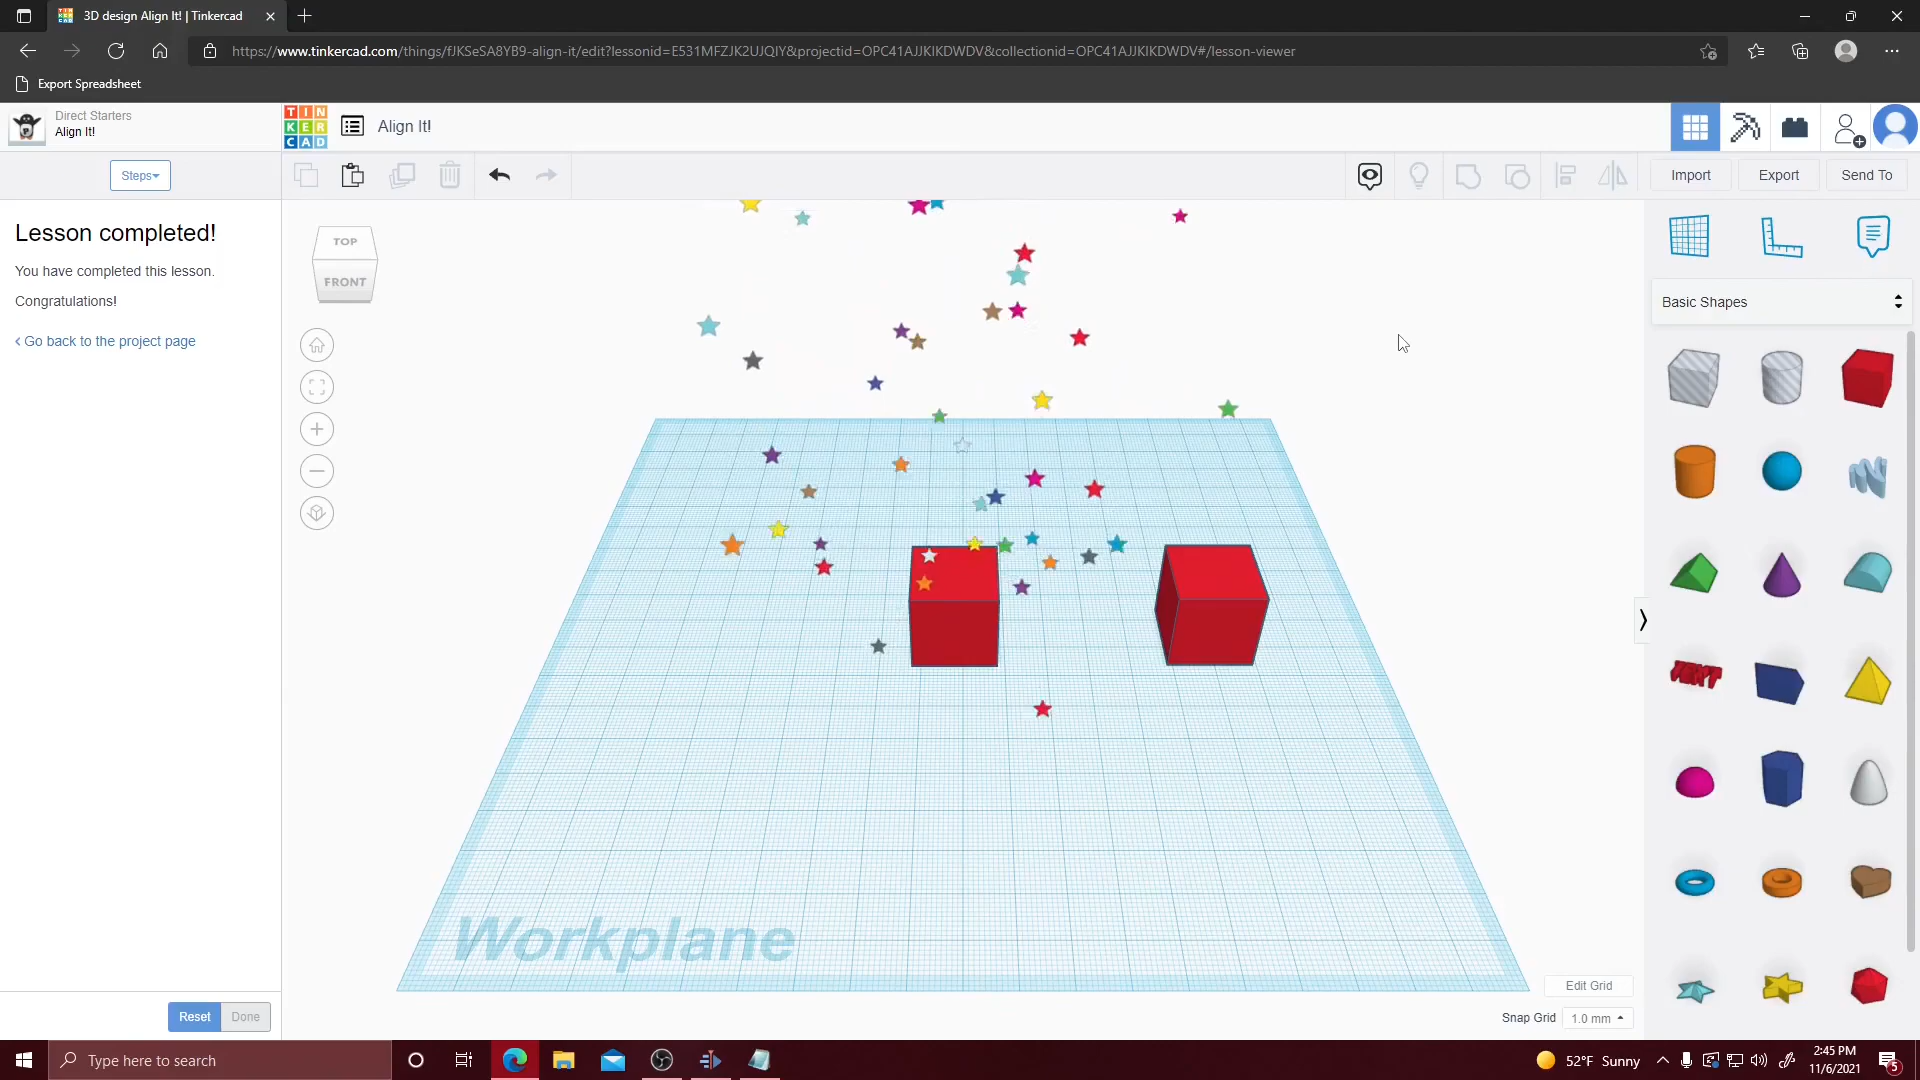 3D design Align It! | Tinkercad
https://www.tinkercad.com/things/fJKSeSA8YB9-align-it/edit?lessonid=E531MFZJK2UJQIY&projectid=OPC41AJJKIKDWDV&collectionid=OPC41AJJKIKDWDV#/lesson-viewer
Export Spreadsheet
Direct Starters
Align It!
TIN
KER
CAD
Align It!
Steps
Import
Export
Send To
Lesson completed!
You have completed this lesson.
Congratulations!
< Go back to the project page
TOP
FRONT
Basic Shapes
TEXT
Workplane
Edit Grid
Snap Grid
1.0 mm
Reset
Done
Type here to search
52°F Sunny
2:45 PM
11/6/2021
5